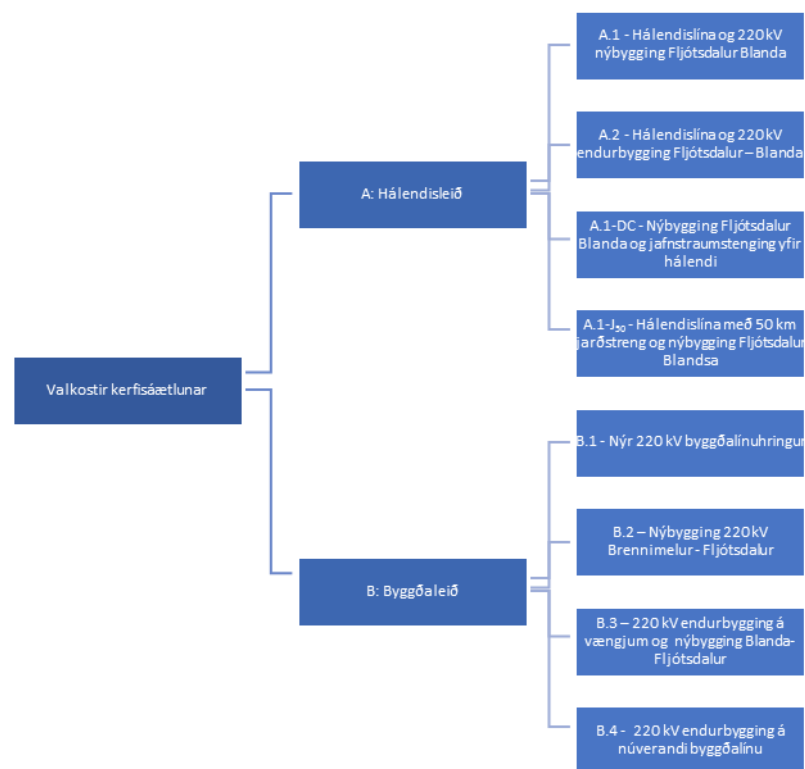 A.1 - Hálendislína og 220 kV
nýbygging Fljótsdalur Blanda
A.2 - Hálendislína og 220 kV
endurbygging Fljótsdalur – Blanda
A: Hálendisleið
A.1-DC - Nýbygging Fljótsdalur
Blanda og jafnstraumstenging yfir
hálendi
A.1-J₅₀ - Hálendislína með 50 km
jarðstreng og nýbygging Fljótsdalur
Blandsa
Valkostir kerfisáætlunar
B.1 - Nýr 220 kV byggðalínuhringur
B.2 – Nýbygging 220 kV
Brennimelur - Fljótsdalur
B: Byggðaleið
B.3 – 220 kV endurbygging á
vængjum og nýbygging Blanda-
Fljótsdalur
B.4 - 220 kV endurbygging á
núverandi byggðalínu